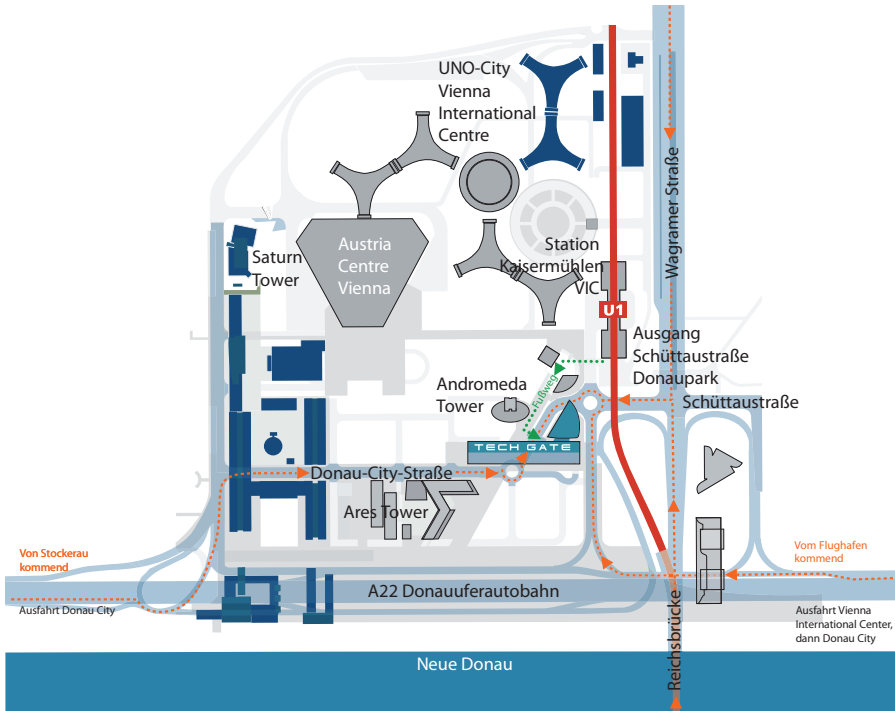 UNO-City
Vienna
International
Centre
Wagramer Straße
Saturn
Tower
Austria
Centre
Vienna
Station
Kaisermühlen
VIC
U1
Ausgang
Schüttaustraße
Donaupark
Schüttaustraße
Andromeda
Tower
Fußweg
TECH GATE
Donau-City-Straße
Ares Tower
Von Stockerau
kommend
Vom Flughafen
kommend
A22 Donauuferautobahn
Ausfahrt Donau City
Ausfahrt Vienna
International Center,
dann Donau City
Reichsbrücke
Neue Donau